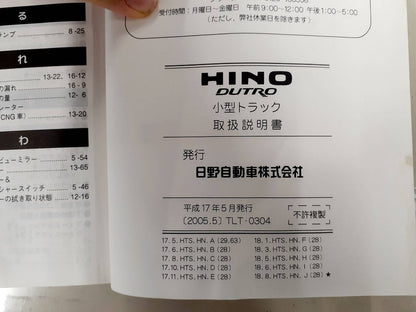 る
ランプ 8-25
れ
13-22, 16-12
の漏れ 16-9
の量 12-6
レーター
(CNG車) 13-20
わ
ビューミラー 5-54
ー 13-65
ー&
シャースイッチ 5-46
ーの拭き取り状態 12-16
受付時間:月曜日~金曜日 午前9:00~12:00 午後1:00~5:00
(ただし、弊社休業日を除きます)
HINO
DUTRO
小型トラック
取扱説明書
発行
日野自動車株式会社
平成17年5月発行
(2005.5) TLT-0304
不許複製
17. 5. HTS. HN. A (29.63) 18. 1. HTS. HN. F (28)
17. 6. HTS. HN. B (28) 18. 3. HTS. HN. G (28)
17. 8. HTS. HN. C (28) 18. 5. HTS. HN. H (28)
17.10. HTS. HN. D (28) 18. 6. HTS. HN. I (28)
17.11. HTS. HN. E (28) 18. 8. HTS. HN. J (28) ★